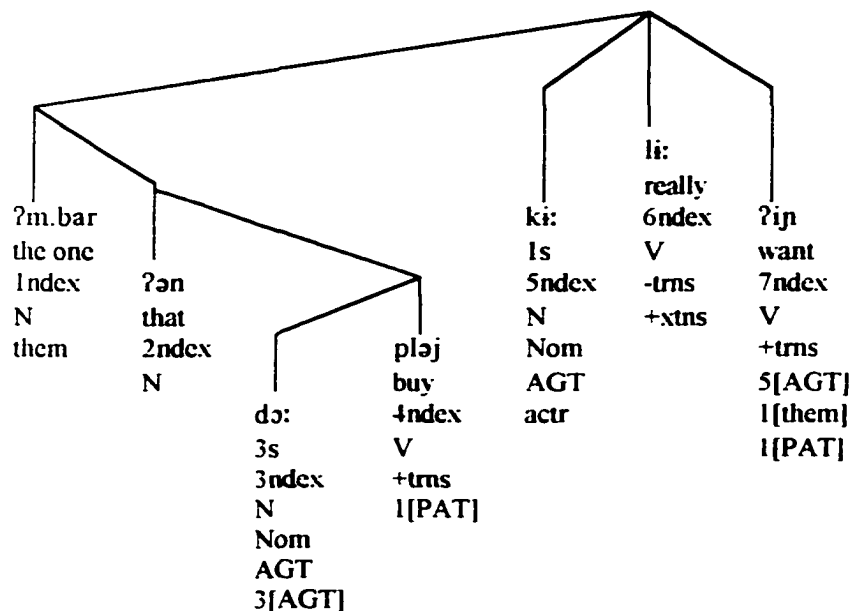 ʔm.bar
the one
1ndex
N
them
ʔən
that
2ndex
N
dɔ:
3s
3ndex
N
Nom
AGT
3[AGT]
pləj
buy
4ndex
V
+trns
1[PAT]
kɨ:
1s
5ndex
N
Nom
AGT
actr
lɨ:
really
6ndex
V
-trns
+xtns
ʔiɲ
want
7ndex
V
+trns
5[AGT]
1[them]
1[PAT]